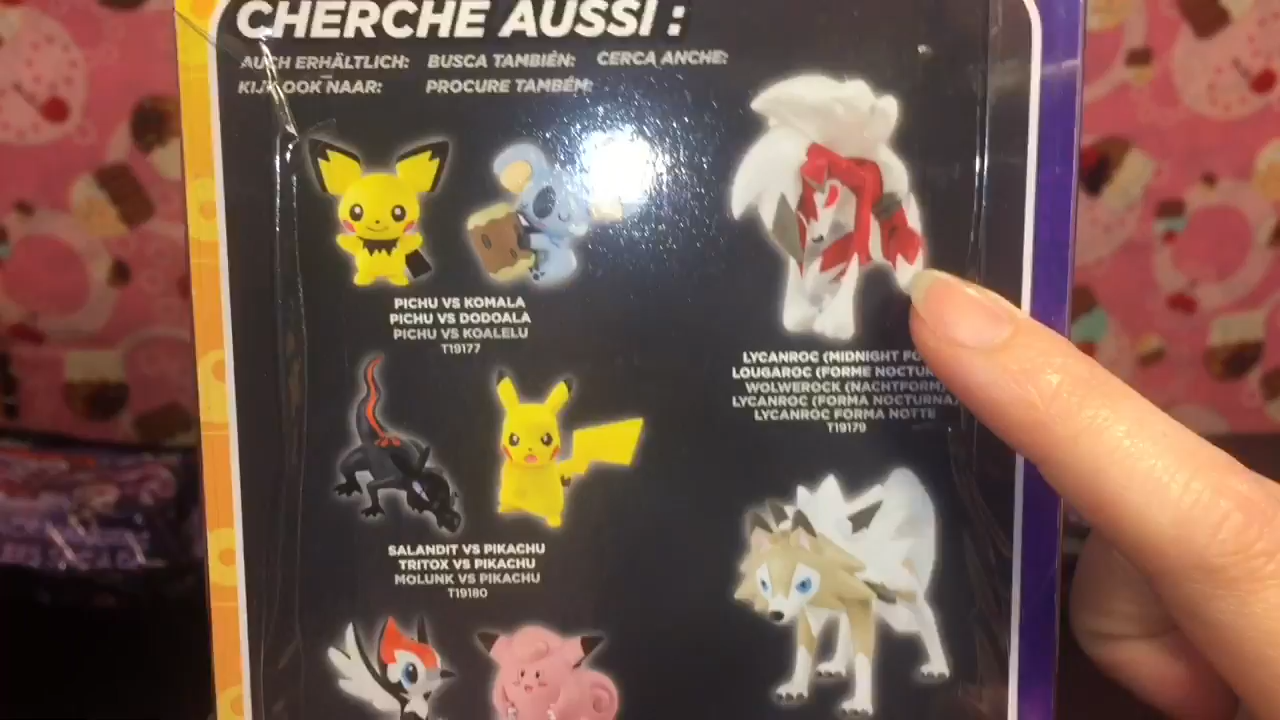 CHERCHE AUSSI :
AUCH ERHÄLTLICH: BUSCA TAMBIÉN: CERCA ANCHE:
KIJK OOK NAAR: PROCURE TAMBÉM:
PICHU VS KOMALA
PICHU VS DODOALA
PICHU VS KOALELU
T19177
LYCANROC (MIDNIGHT
LOUGAROC (FORME
WOLWEROCK (NACHTFORM)
LYCANROC (FORMA NOCTURNA)
LYCANROC FORMA NOTTE
T19179
SALANDIT VS PIKACHU
TRITOX VS PIKACHU
MOLUNK VS PIKACHU
T19180